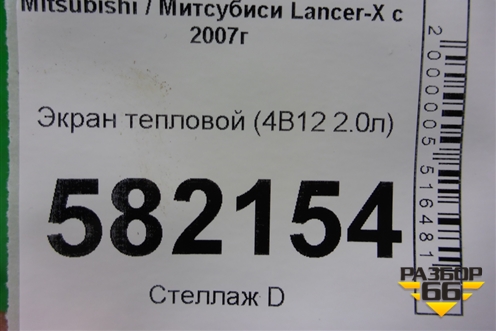 Mitsubishi / Митсубиси Lancer-X с
2007г
Экран тепловой (4B12 2.0л)
582154
Стеллаж D
2000005516481
РАЗБОР
66